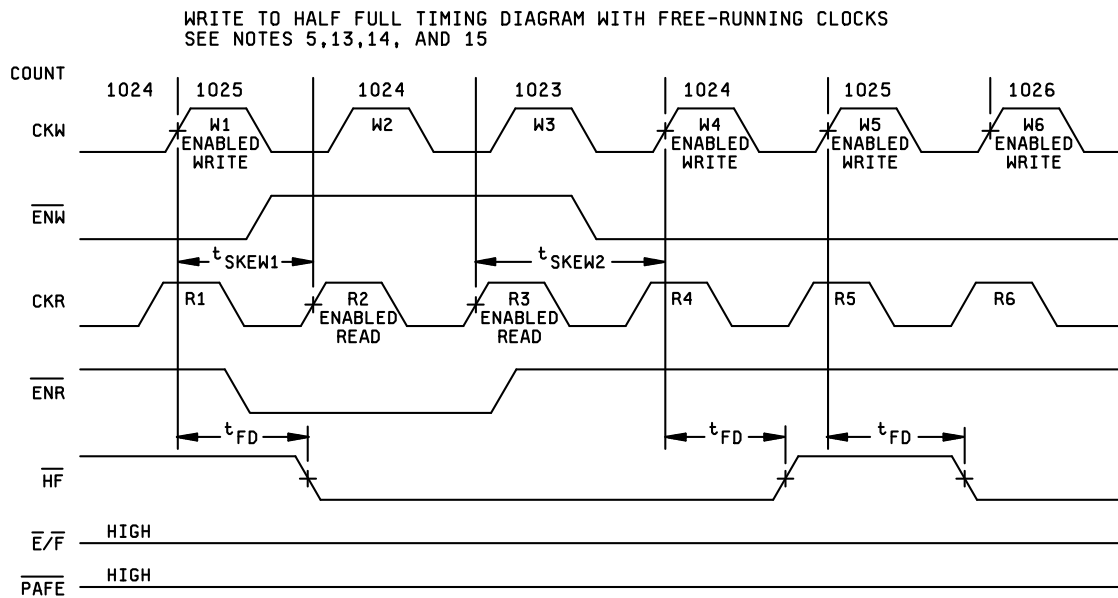 WRITE TO HALF FULL TIMING DIAGRAM WITH FREE-RUNNING CLOCKS
SEE NOTES 5,13,14, AND 15
COUNT
1024 1025 1024 1023 1024 1025 1026
CKW
W1 ENABLED WRITE
W2
W3
W4 ENABLED WRITE
W5 ENABLED WRITE
W6 ENABLED WRITE
ENW
tSKEW1
tSKEW2
CKR
R1
R2 ENABLED READ
R3 ENABLED READ
R4
R5
R6
ENR
tFD
tFD
tFD
HF
E/F
HIGH
PAFE
HIGH